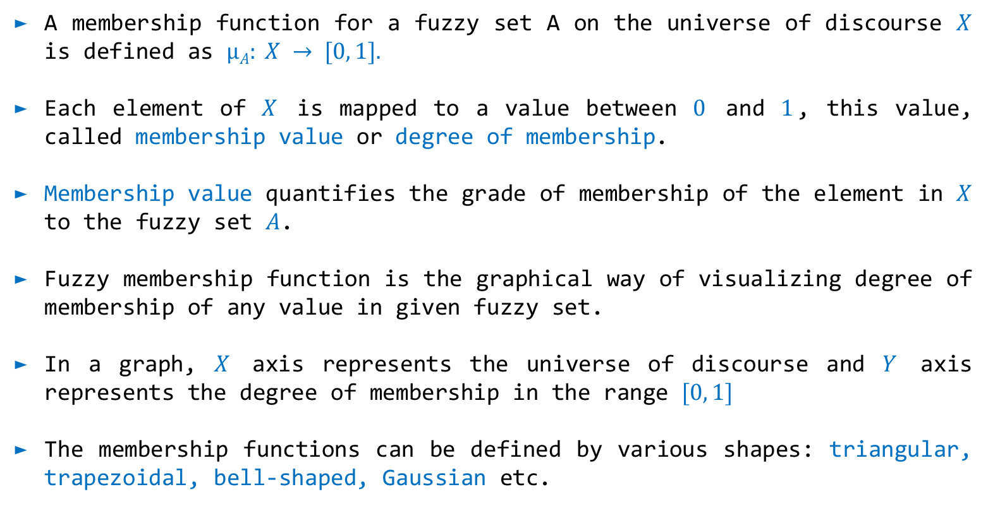 ► A membership function for a fuzzy set A on the universe of discourse X
is defined as μA: X → [0, 1].
► Each element of X is mapped to a value between 0 and 1, this value,
called membership value or degree of membership.
► Membership value quantifies the grade of membership of the element in X
to the fuzzy set A.
► Fuzzy membership function is the graphical way of visualizing degree of
membership of any value in given fuzzy set.
► In a graph, X axis represents the universe of discourse and Y axis
represents the degree of membership in the range [0, 1]
► The membership functions can be defined by various shapes: triangular,
trapezoidal, bell-shaped, Gaussian etc.